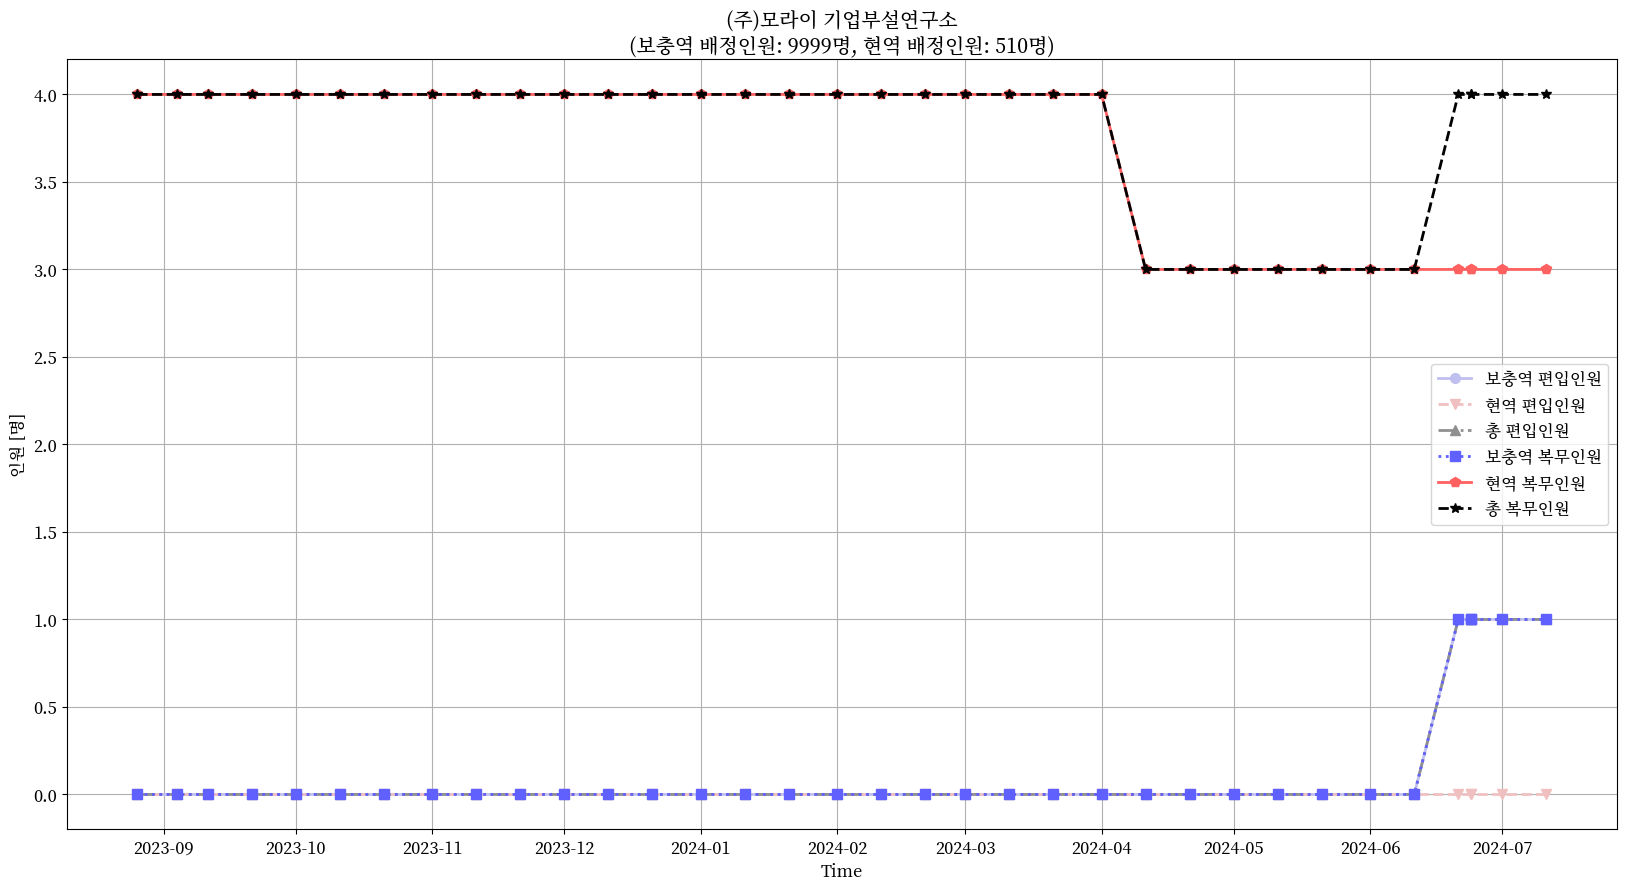 (주)모라이 기업부설연구소
(보충역 배정인원: 9999명, 현역 배정인원: 510명)
인원 [명]
4.0
3.5
3.0
2.5
2.0
1.5
1.0
0.5
0.0
보충역 편입인원
현역 편입인원
총 편입인원
보충역 복무인원
현역 복무인원
총 복무인원
2023-09 2023-10 2023-11 2023-12 2024-01 2024-02 2024-03 2024-04 2024-05 2024-06 2024-07
Time